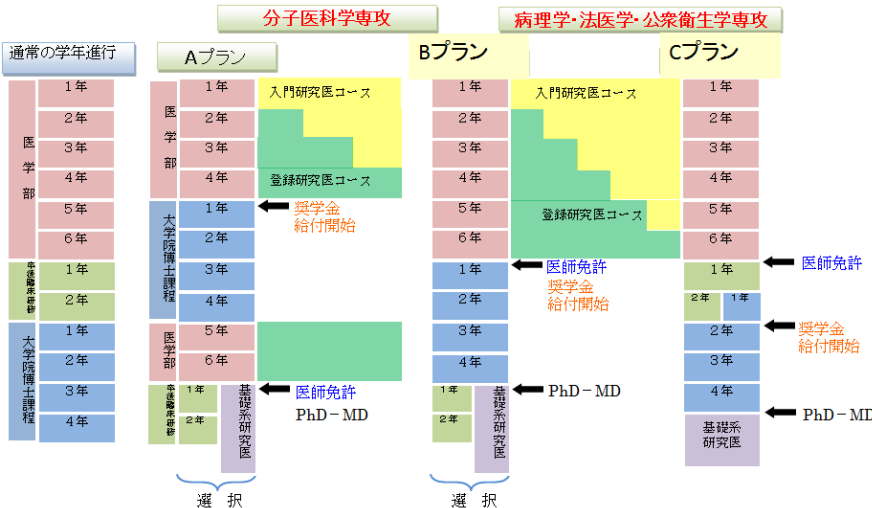 分子医科学専攻
病理学・法医学・公衆衛生学専攻
通常の学年進行
Aプラン
Bプラン
Cプラン
医学部
1年
2年
3年
4年
5年
6年
卒後臨床研修
1年
2年
大学院博士課程
1年
2年
3年
4年
医学部
1年
2年
3年
4年
入門研究医コース
登録研究医コース
大学院博士課程
1年
2年
3年
4年
奨学金
給付開始
医学部
5年
6年
医師免許
PhD－MD
卒後臨床研修
1年
2年
基礎系研究医
選 択
1年
2年
3年
4年
5年
6年
入門研究医コース
登録研究医コース
1年
2年
3年
4年
医師免許
奨学金
給付開始
PhD－MD
1年
2年
基礎系研究医
選 択
1年
2年
3年
4年
5年
6年
医師免許
1年
2年
1年
奨学金
給付開始
2年
3年
4年
PhD－MD
基礎系
研究医